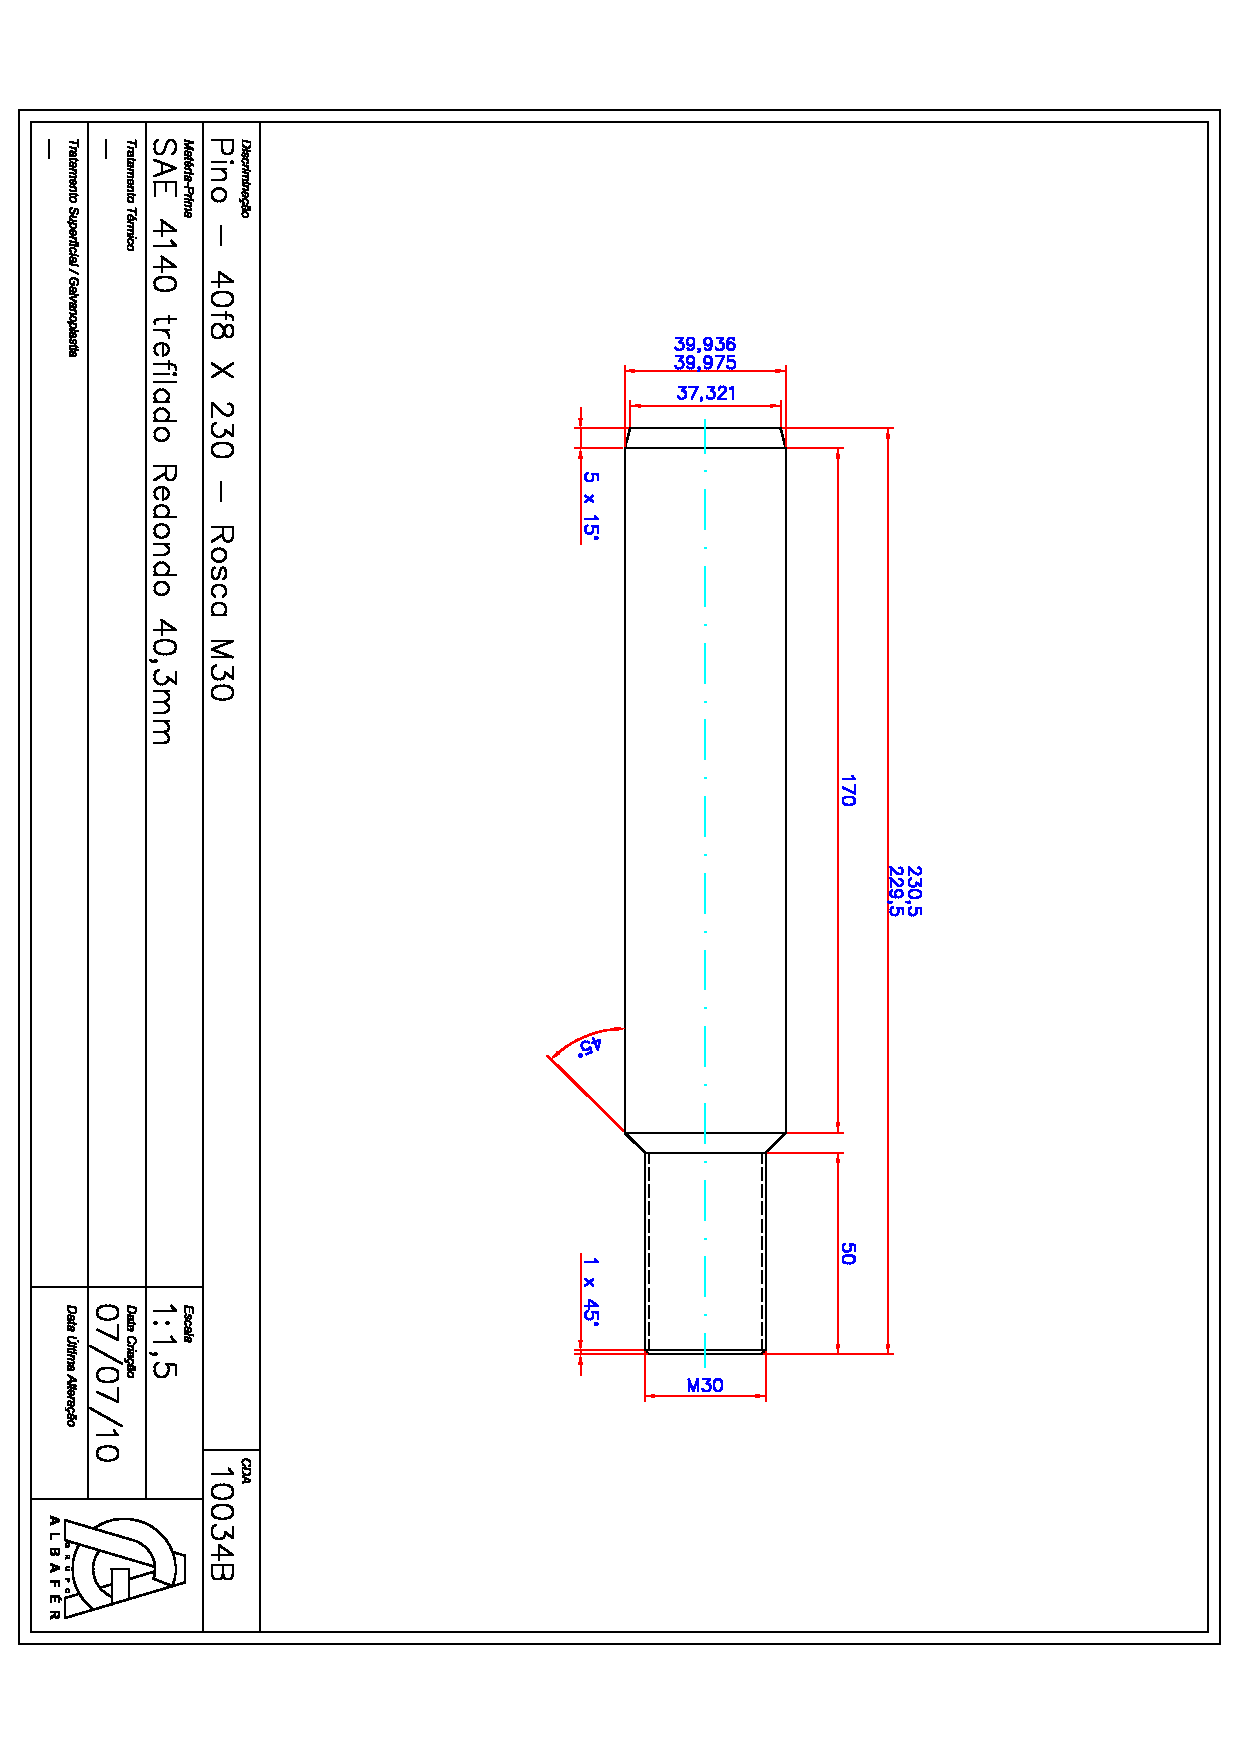 39,936
39,975
37,321
5 x 15°
170
230,5
229,5
45°
50
1 x 45°
M30
Discriminação
Pino – 40f8 X 230 – Rosca M30
CDA
10034B
Matéria-Prima
SAE 4140 trefilado Redondo 40,3mm
Escala
1:1,5
Tratamento Térmico
–
Data Criação
07/07/10
Tratamento Superficial / Galvanoplastia
–
Data Última Alteração
GRUPO
ALBAFÉR